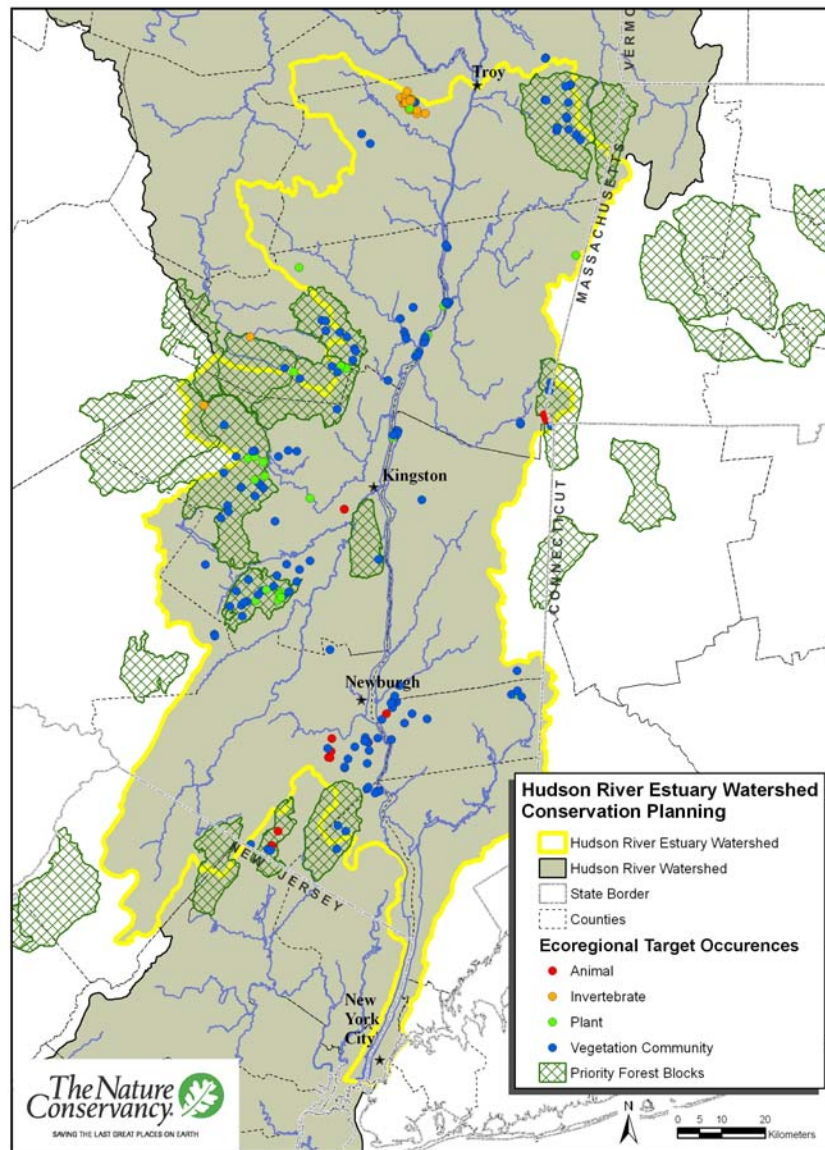 VERMO
Troy
MASSACHUSETTS
Kingston
CONNECTICUT
Newburgh
NEW JERSEY
New
York
City
Hudson River Estuary Watershed
Conservation Planning
Hudson River Estuary Watershed
Hudson River Watershed
State Border
Counties
Ecoregional Target Occurences
Animal
Invertebrate
Plant
Vegetation Community
Priority Forest Blocks
The Nature
Conservancy
SAVING THE LAST GREAT PLACES ON EARTH
N
0 5 10 20
Kilometers